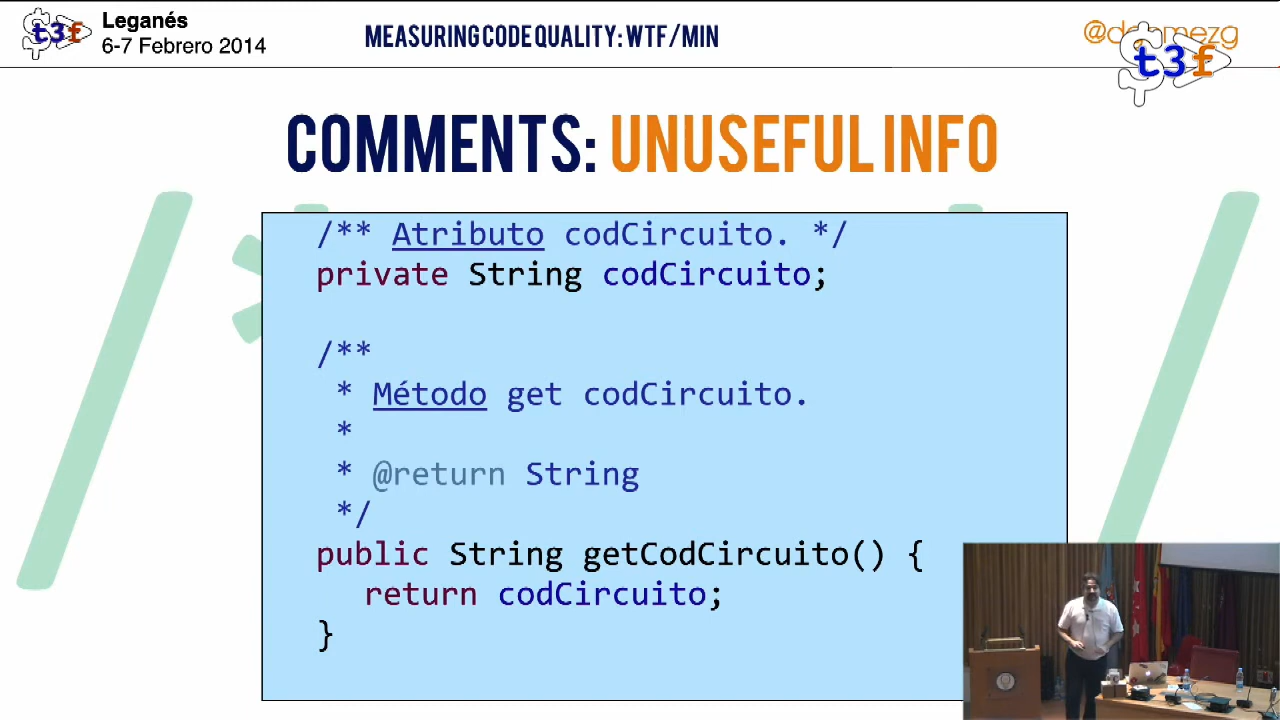 t3f
Leganés
6-7 Febrero 2014
MEASURING CODE QUALITY: WTF/MIN
t3f
COMMENTS: UNUSEFUL INFO
/** Atributo codCircuito. */
private String codCircuito;
/**
* Método get codCircuito.
*
* @return String
*/
public String getCodCircuito() {
return codCircuito;
}